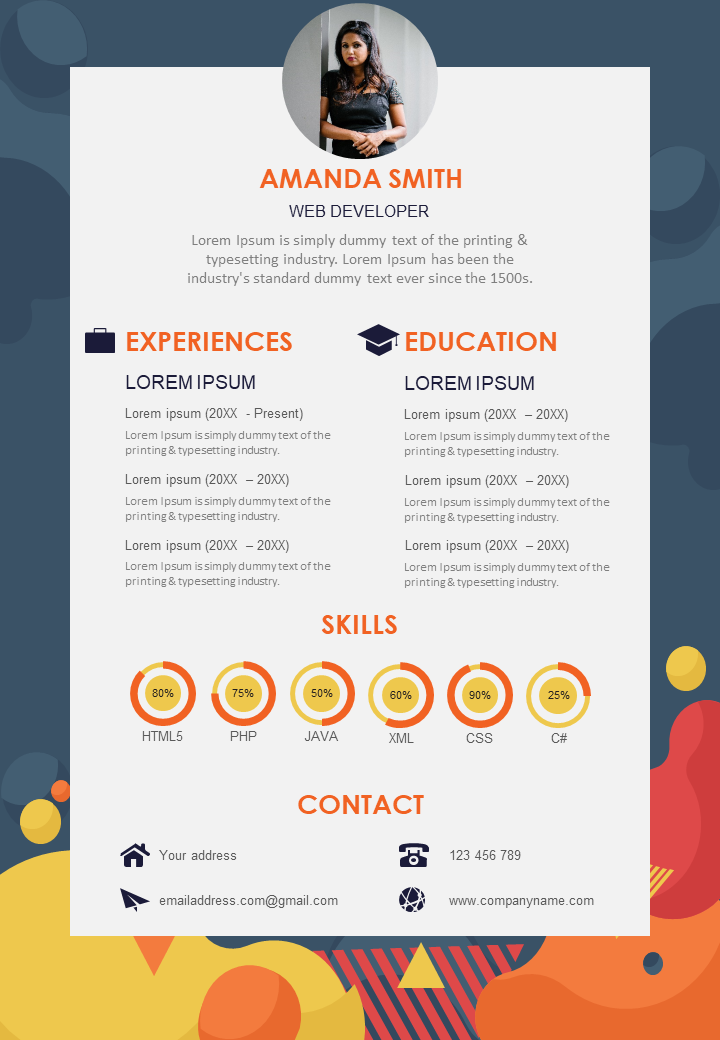 AMANDA SMITH
WEB DEVELOPER
Lorem Ipsum is simply dummy text of the printing &
typesetting industry. Lorem Ipsum has been the
industry's standard dummy text ever since the 1500s.
EXPERIENCES
LOREM IPSUM
Lorem ipsum (20XX - Present)
Lorem Ipsum is simply dummy text of the
printing & typesetting industry.
Lorem ipsum (20XX – 20XX)
Lorem Ipsum is simply dummy text of the
printing & typesetting industry.
Lorem ipsum (20XX – 20XX)
Lorem Ipsum is simply dummy text of the
printing & typesetting industry.
EDUCATION
LOREM IPSUM
Lorem ipsum (20XX – 20XX)
Lorem Ipsum is simply dummy text of the
printing & typesetting industry.
Lorem ipsum (20XX – 20XX)
Lorem Ipsum is simply dummy text of the
printing & typesetting industry.
Lorem ipsum (20XX – 20XX)
Lorem Ipsum is simply dummy text of the
printing & typesetting industry.
SKILLS
80% 75% 50% 60% 90% 25%
HTML5 PHP JAVA XML CSS C#
CONTACT
Your address
123 456 789
emailaddress.com@gmail.com
www.companyname.com